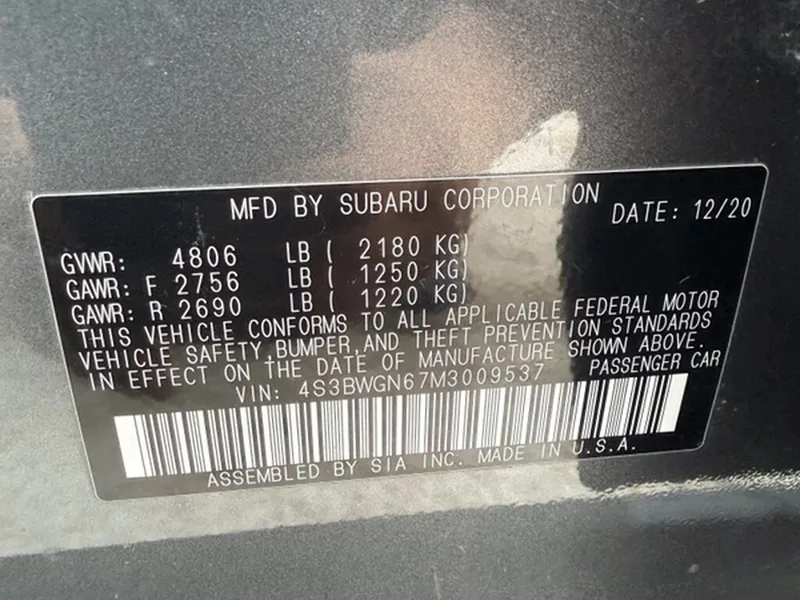 MFD BY SUBARU CORPORATION DATE: 12/20
GVWR: 4806 LB ( 2180 KG)
GAWR: F 2756 LB ( 1250 KG)
GAWR: R 2690 LB ( 1220 KG)
THIS VEHICLE CONFORMS TO ALL APPLICABLE FEDERAL MOTOR
VEHICLE SAFETY,BUMPER,AND THEFT PREVENTION STANDARDS
IN EFFECT ON THE DATE OF MANUFACTURE SHOWN ABOVE.
VIN: 4S3BWGN67M3009537 PASSENGER CAR
ASSEMBLED BY SIA INC. MADE IN U.S.A.